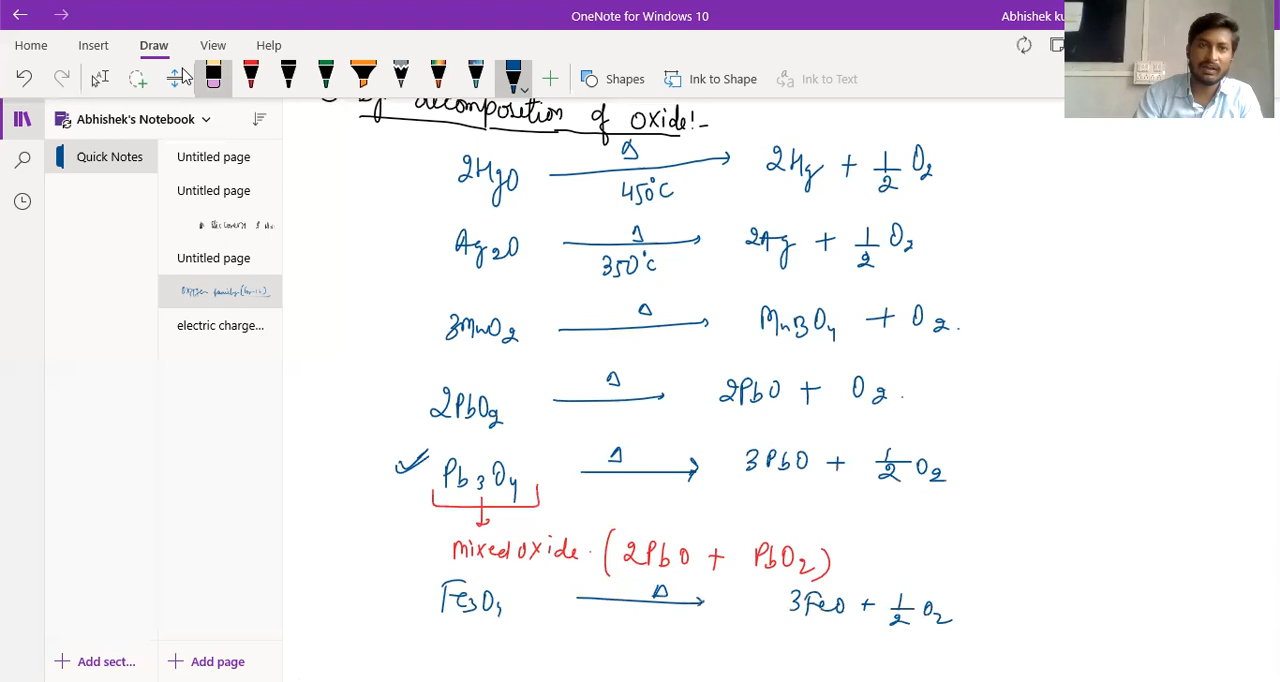 OneNote for Windows 10
Abhishek ku
Home Insert Draw View Help
Shapes Ink to Shape Ink to Text
Abhishek's Notebook
Quick Notes
Untitled page
Untitled page
Untitled page
Oxygen family
electric charge...
Add sect...
Add page
decomposition of oxide:-
2HgO Δ→ 450°C 2Hg + 1/2 O2
Ag2O Δ→ 350°C 2Ag + 1/2 O2
3MnO2 Δ→ Mn3O4 + O2.
2PbO2 Δ→ 2PbO + O2.
✓ Pb3O4 Δ→ 3PbO + 1/2 O2
mixed oxide. (2PbO + PbO2)
Fe3O4 Δ→ 3FeO + 1/2 O2